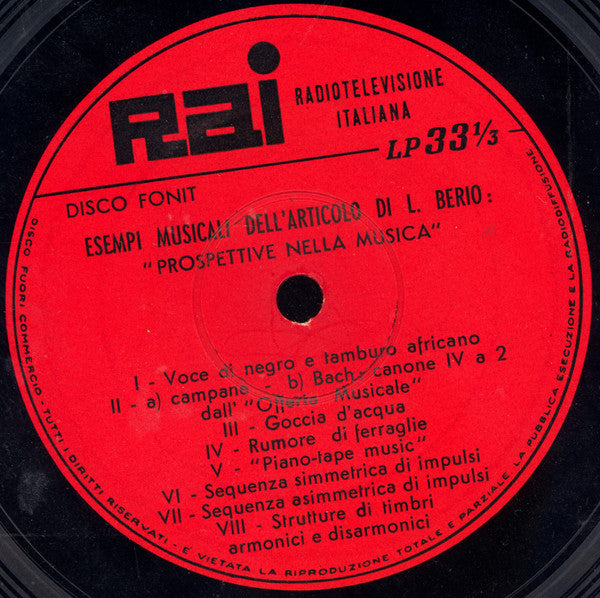 Rai
RADIOTELEVISIONE
ITALIANA
LP 33 1/3
DISCO FONIT
ESEMPI MUSICALI DELL'ARTICOLO DI L. BERIO:
"PROSPETTIVE NELLA MUSICA"
I - Voce di negro e tamburo africano
II - a) campana - b) Bach: canone IV a 2
dall' "Offerta Musicale"
III - Goccia d'acqua
IV - Rumore di ferraglie
V - "Piano-tape music"
VI - Sequenza simmetrica di impulsi
VII - Sequenza asimmetrica di impulsi
VIII - Strutture di timbri
armonici e disarmonici
DISCO FUORI COMMERCIO - TUTTI I DIRITTI RISERVATI - È VIETATA LA RIPRODUZIONE TOTALE E PARZIALE, LA PUBBLICA ESECUZIONE E LA RADIODIFFUSIONE